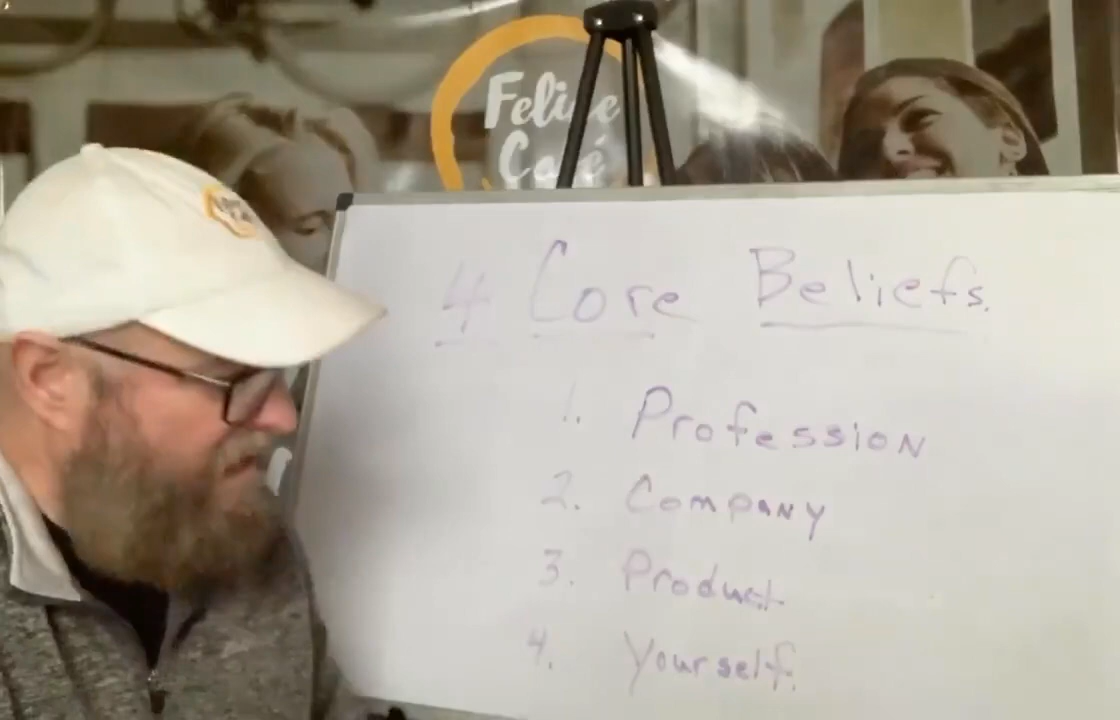 Felice
Café
4 Core Beliefs.
1. Profession
2. Company
3. Product
4. Yourself.